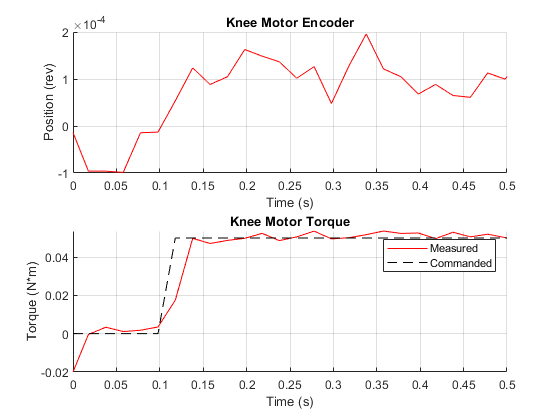 ×10⁻⁴
Knee Motor Encoder
2
1
0
-1
Position (rev)
0 0.05 0.1 0.15 0.2 0.25 0.3 0.35 0.4 0.45 0.5
Time (s)
Knee Motor Torque
0.04
0.02
0
-0.02
Torque (N*m)
Measured
Commanded
0 0.05 0.1 0.15 0.2 0.25 0.3 0.35 0.4 0.45 0.5
Time (s)